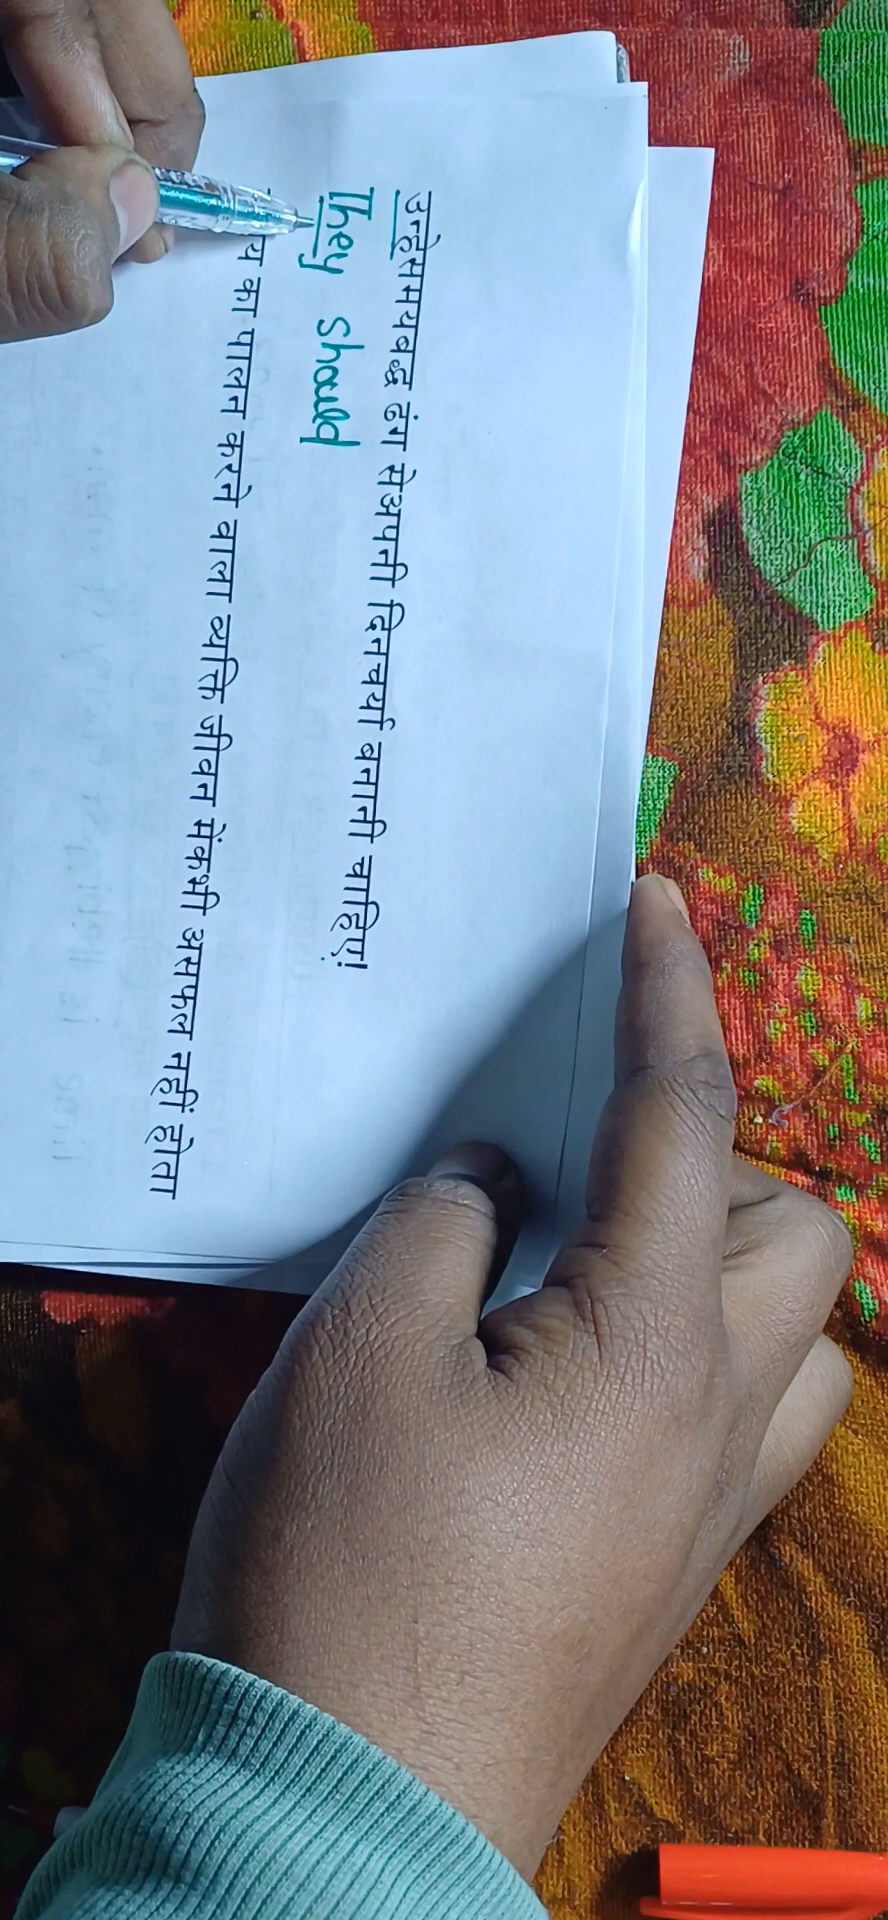 उन्हेसमयबद्ध ढंग सेअपनी दिनचर्या बनानी चाहिए!
They should
का पालन करने वाला व्यक्ति जीवन मेंकभी असफल नहीं होता